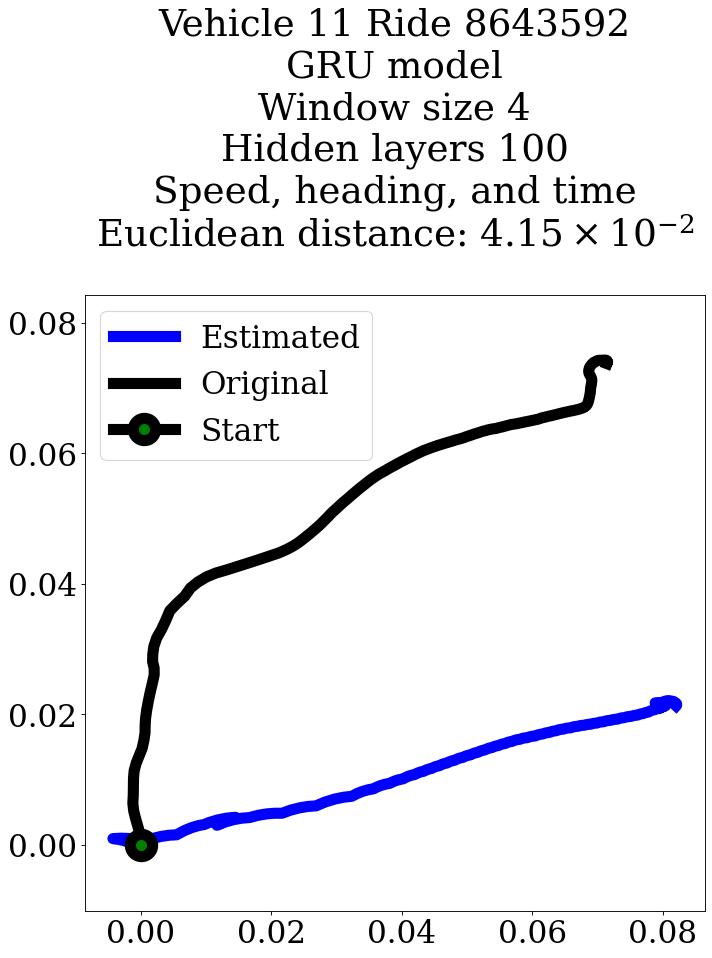 Vehicle 11 Ride 8643592
GRU model
Window size 4
Hidden layers 100
Speed, heading, and time
Euclidean distance: 4.15 × 10⁻²
0.08
Estimated
Original
Start
0.06
0.04
0.02
0.00
0.00 0.02 0.04 0.06 0.08